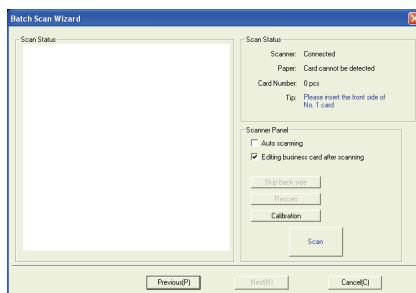 Batch Scan Wizard
Scan Status
Scan Status
Scanner: Connected
Paper: Card cannot be detected
Card Number: 0 pcs
Tip: Please insert the front side of
No. 1 card
Scanner Panel
Auto scanning
Editing business card after scanning
Skip back side
Rescan
Calibration
Scan
Previous(P)
Next(N)
Cancel(C)